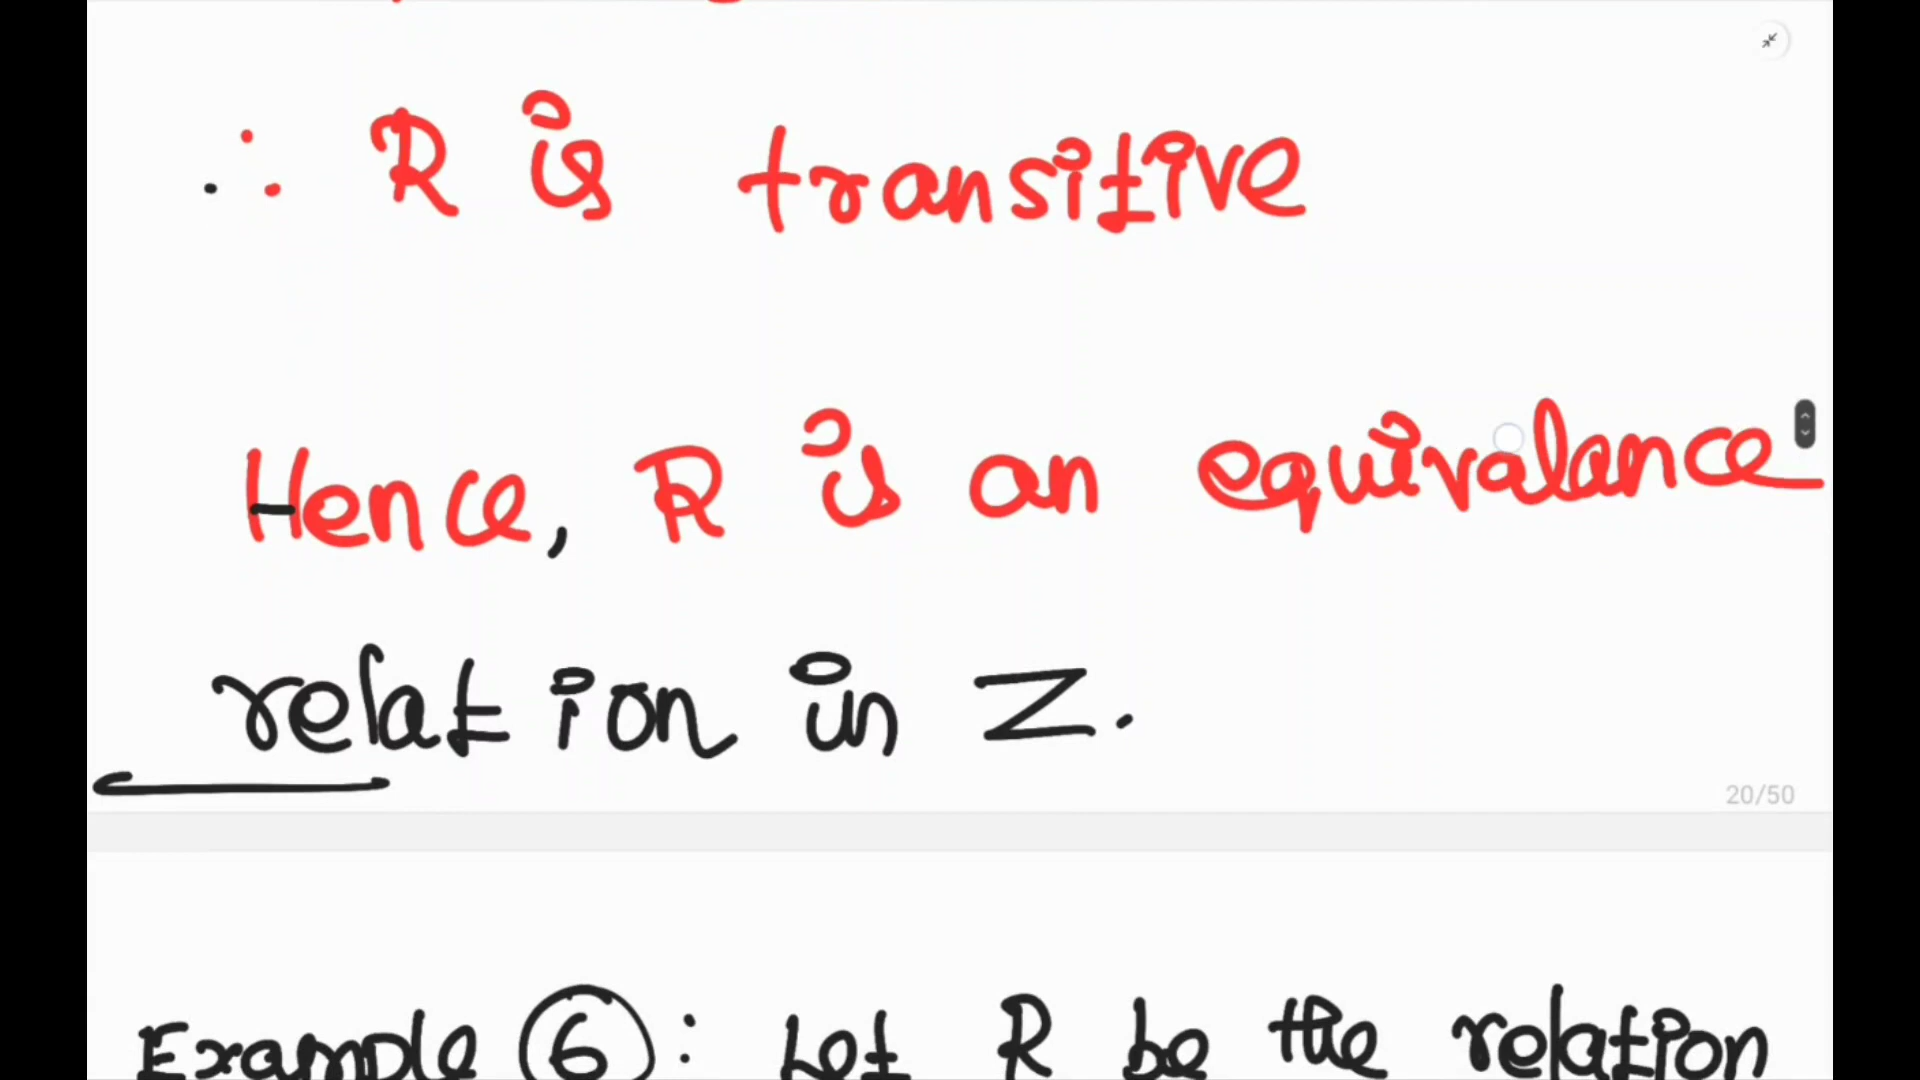 ∴ R is transitive
Hence, R is an equivalance
relation in Z.
20/50
Example 6: Let R be the relation